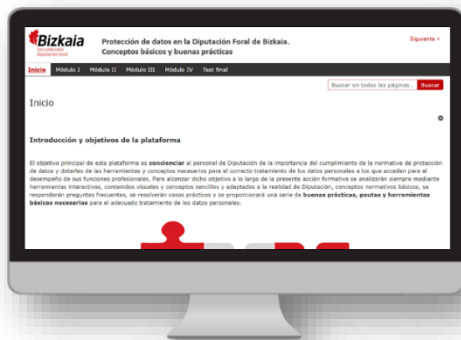 Bizkaia
foru aldundia
diputación foral
Protección de datos en la Diputación Foral de Bizkaia.
Conceptos básicos y buenas prácticas
Siguiente »
Inicio Módulo I Módulo II Módulo III Módulo IV Test final
Buscar en todas las páginas... Buscar
Inicio
Introducción y objetivos de la plataforma
El objetivo principal de esta plataforma es concienciar al personal de Diputación de la importancia del cumplimiento de la normativa de protección
de datos y dotarles de las herramientas y conceptos necesarios para el correcto tratamiento de los datos personales a los que acceden para el
desempeño de sus funciones profesionales. Para alcanzar dicho objetivo a lo largo de la presente acción formativa se analizarán siempre mediante
herramientas interactivas, contenidos visuales y conceptos sencillos y adaptados a la realidad de Diputación, conceptos normativos básicos, se
responderán preguntas frecuentes, se resolverán casos prácticos y se proporcionará una serie de buenas prácticas, pautas y herramientas
básicas necesarias para el adecuado tratamiento de los datos personales.